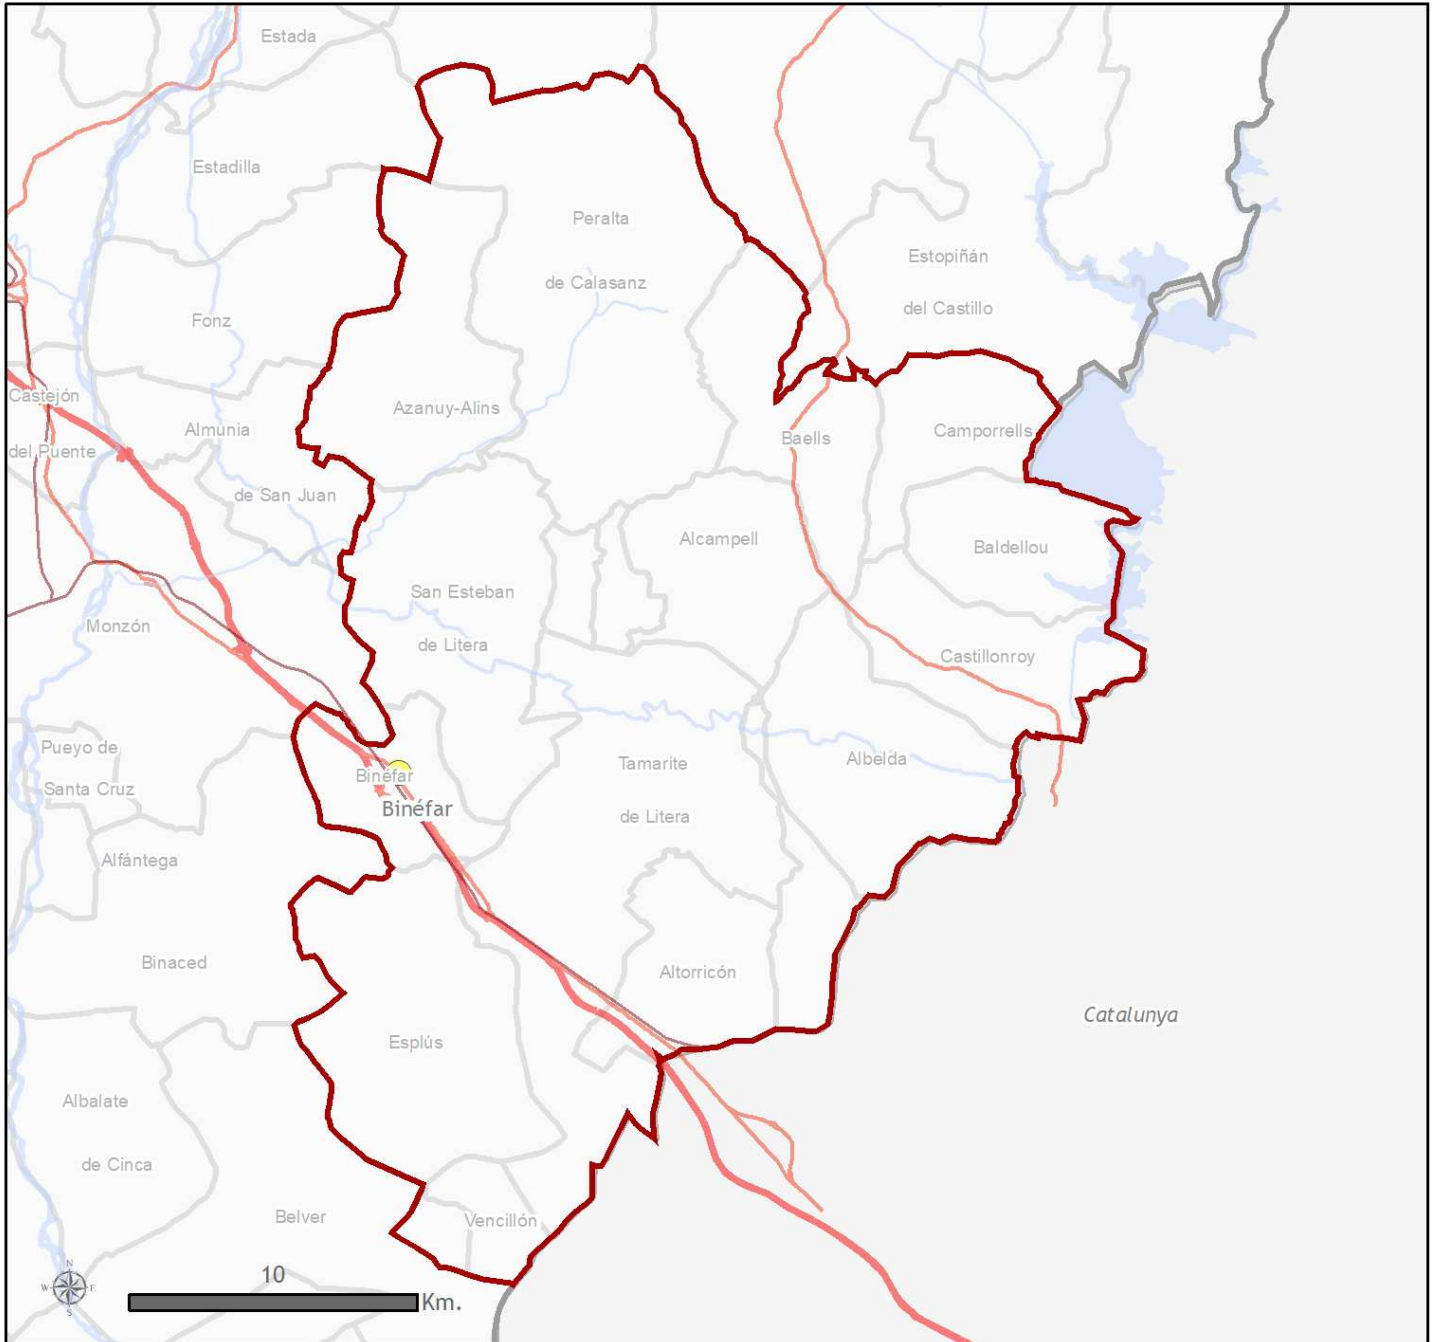 Estada
Estadilla
Peralta
de Calasanz
Estopiñán
del Castillo
Fonz
Castejón
del Puente
Azanuy-Alins
Almunia
de San Juan
Baells
Camporrells
Alcampell
Baldellou
San Esteban
de Litera
Monzón
Castillonroy
Pueyo de
Santa Cruz
Binéfar
Binéfar
Tamarite
de Litera
Albelda
Alfántega
Binaced
Altorricón
Catalunya
Esplús
Albalate
de Cinca
Belver
Vencillón
N
W E
S
10
Km.